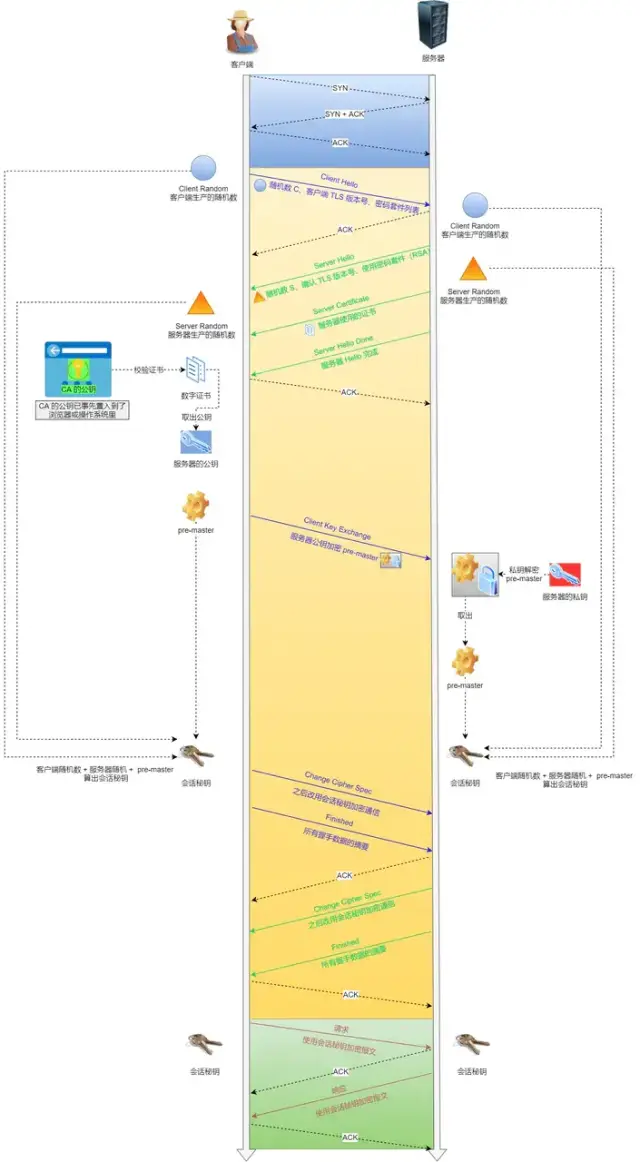 客户端
服务器
SYN
SYN + ACK
ACK
Client Random
客户端生产的随机数
Client Hello
随机数 C、客户端 TLS 版本号、密码套件列表
Client Random
客户端生产的随机数
ACK
Server Hello
随机数 S、确认 TLS 版本号、使用密码套件（RSA）
Server Random
服务器生产的随机数
Server Certificate
服务器使用的证书
Server Random
服务器生产的随机数
Server Hello Done
服务器 Hello 完成
CA 的公钥
校验证书
数字证书
ACK
CA 的公钥已事先置入到了
浏览器或操作系统里
取出公钥
服务器的公钥
pre-master
Client Key Exchange
服务器公钥加密 pre-master
私钥解密
pre-master
服务器的私钥
取出
pre-master
客户端随机数 + 服务器随机 + pre-master
算出会话秘钥
会话秘钥
会话秘钥
客户端随机数 + 服务器随机 + pre-master
算出会话秘钥
Change Cipher Spec
之后改用会话秘钥加密通信
Finished
所有握手数据的摘要
ACK
Change Cipher Spec
之后改用会话秘钥加密通信
Finished
所有握手数据的摘要
ACK
请求
使用会话秘钥加密报文
会话秘钥
会话秘钥
ACK
响应
使用会话秘钥加密报文
ACK